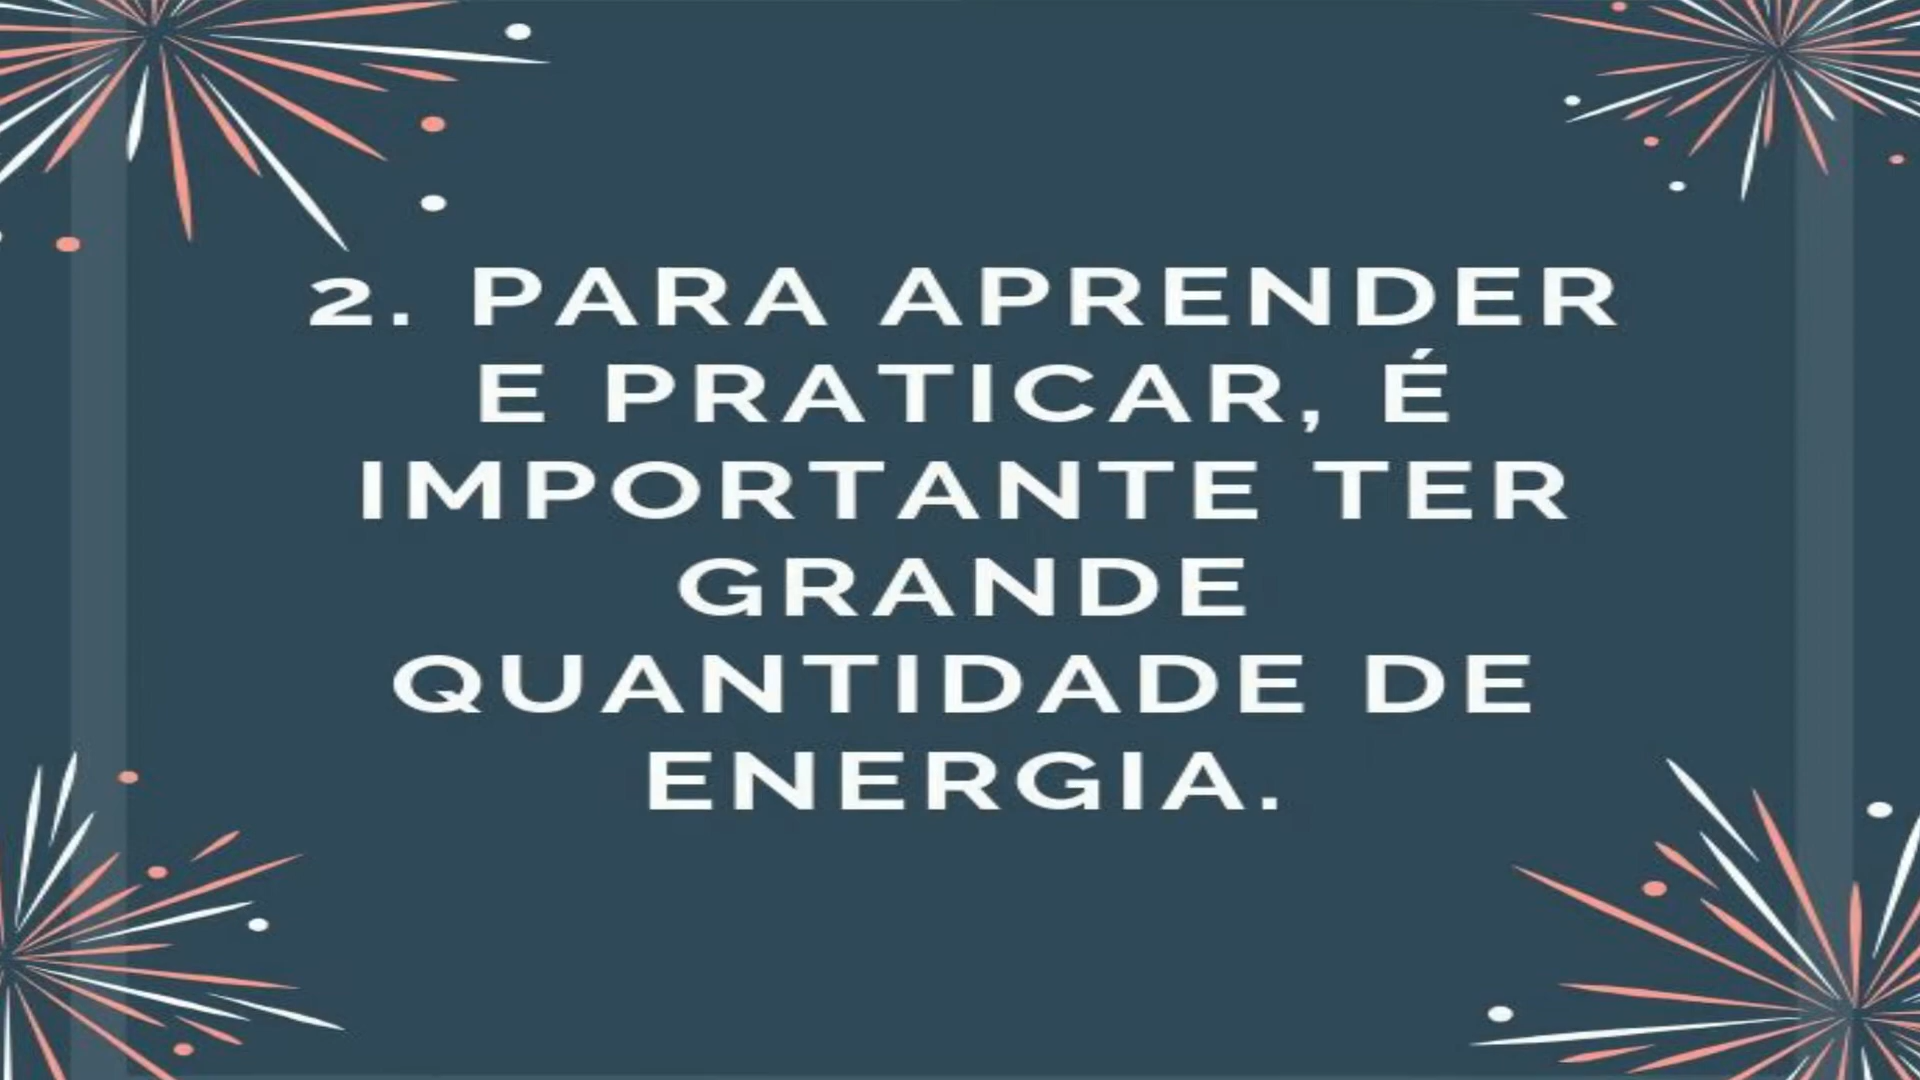 2. PARA APRENDER
E PRATICAR, É
IMPORTANTE TER
GRANDE
QUANTIDADE DE
ENERGIA.